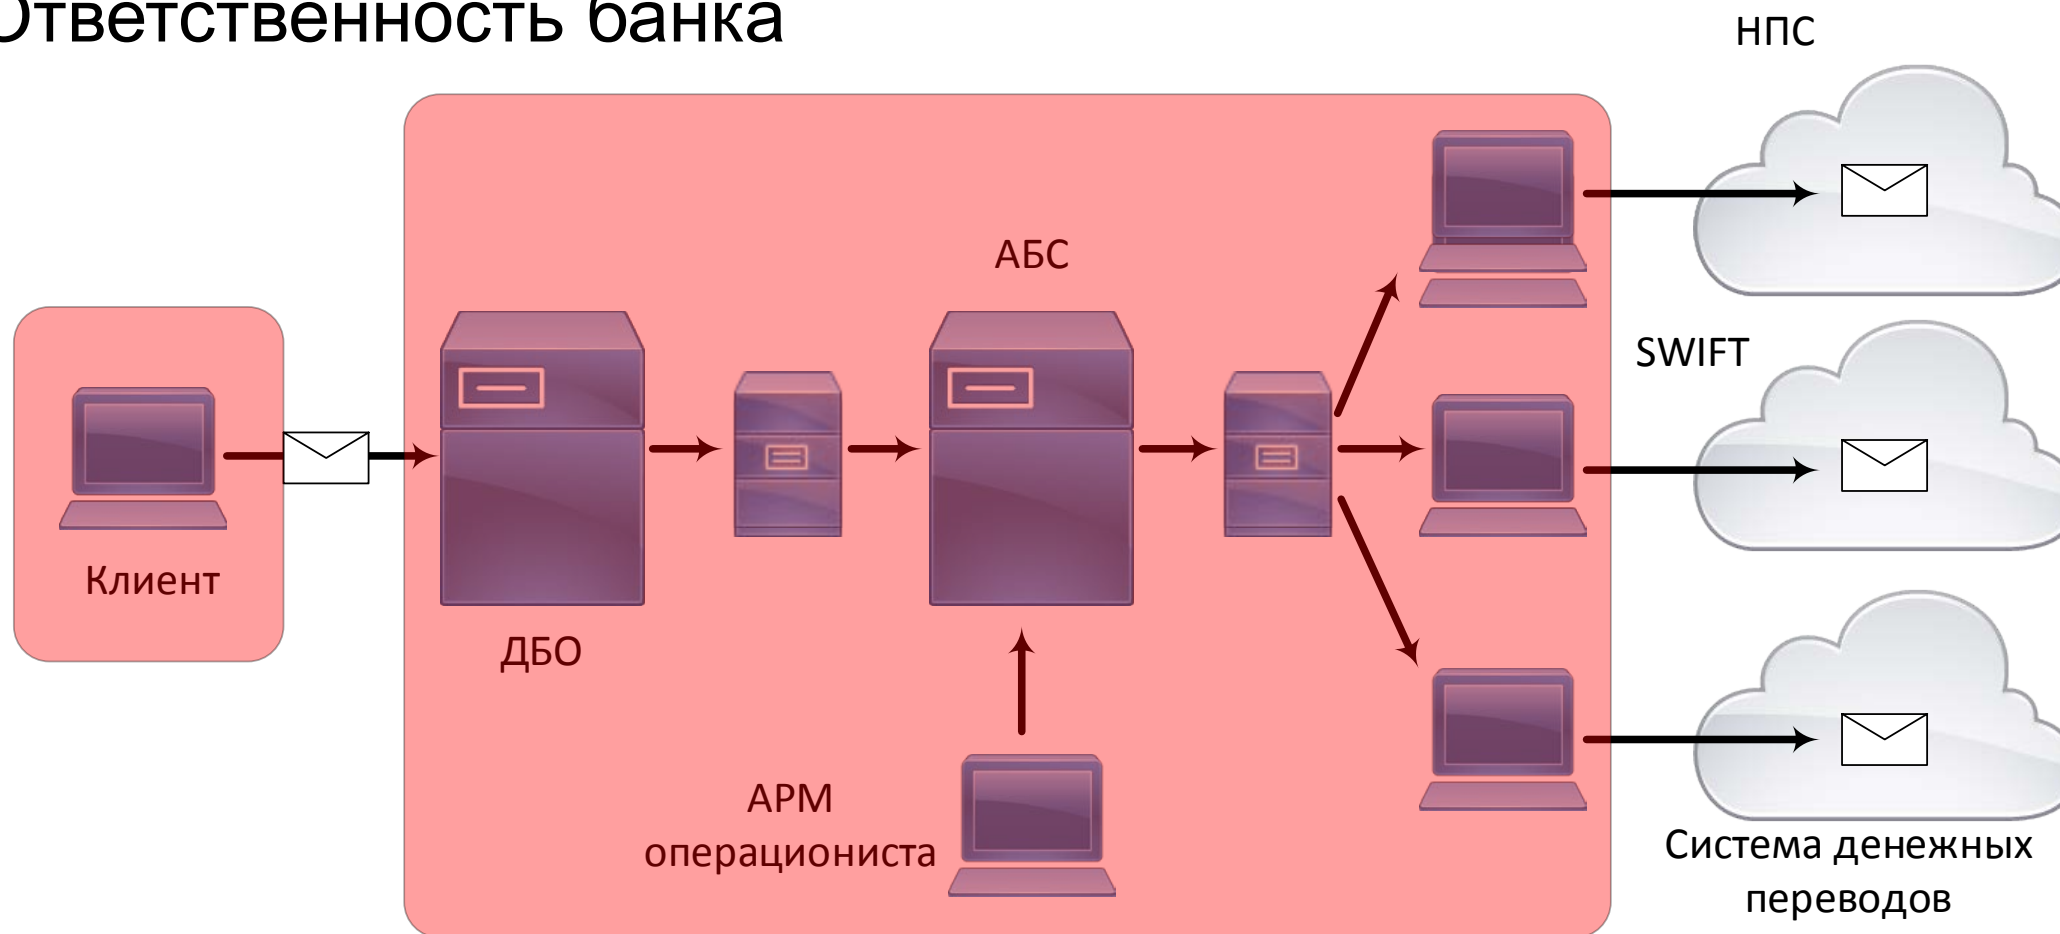 Ответственность банка
НПС
АБС
SWIFT
Клиент
ДБО
АРМ
операциониста
Система денежных
переводов